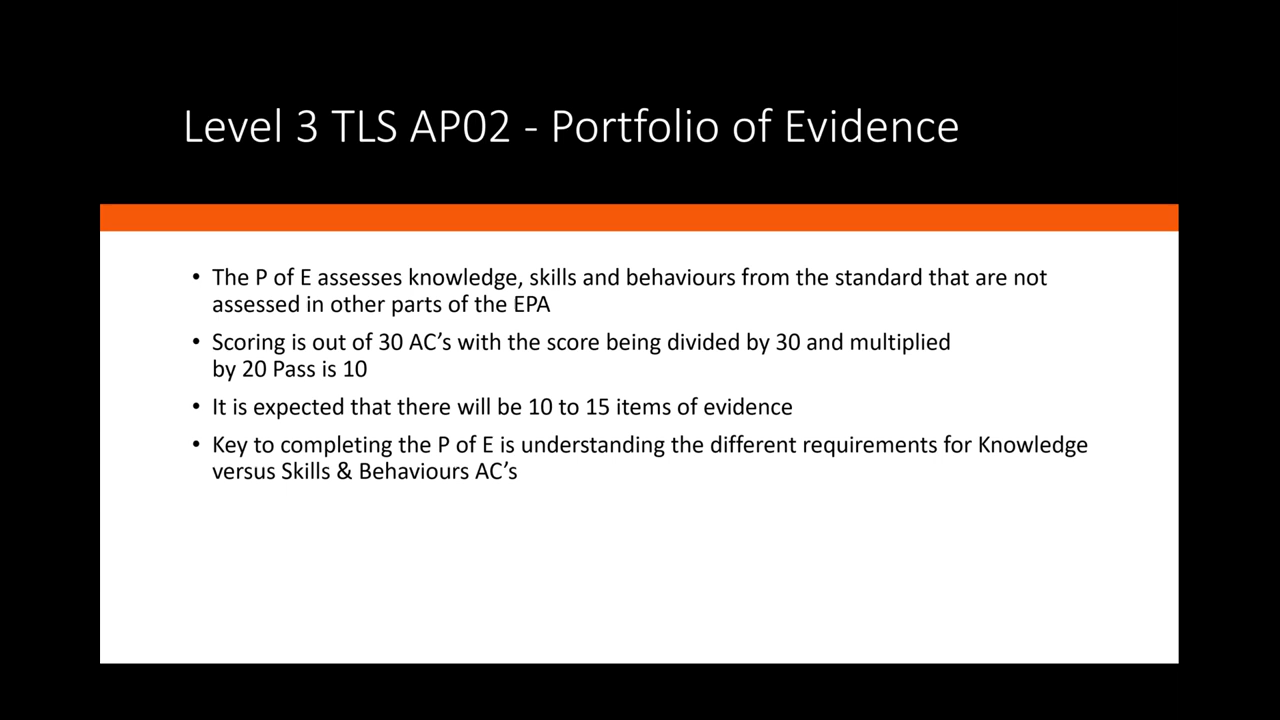 Level 3 TLS AP02 - Portfolio of Evidence
• The P of E assesses knowledge, skills and behaviours from the standard that are not
assessed in other parts of the EPA
• Scoring is out of 30 AC’s with the score being divided by 30 and multiplied
by 20 Pass is 10
• It is expected that there will be 10 to 15 items of evidence
• Key to completing the P of E is understanding the different requirements for Knowledge
versus Skills & Behaviours AC’s